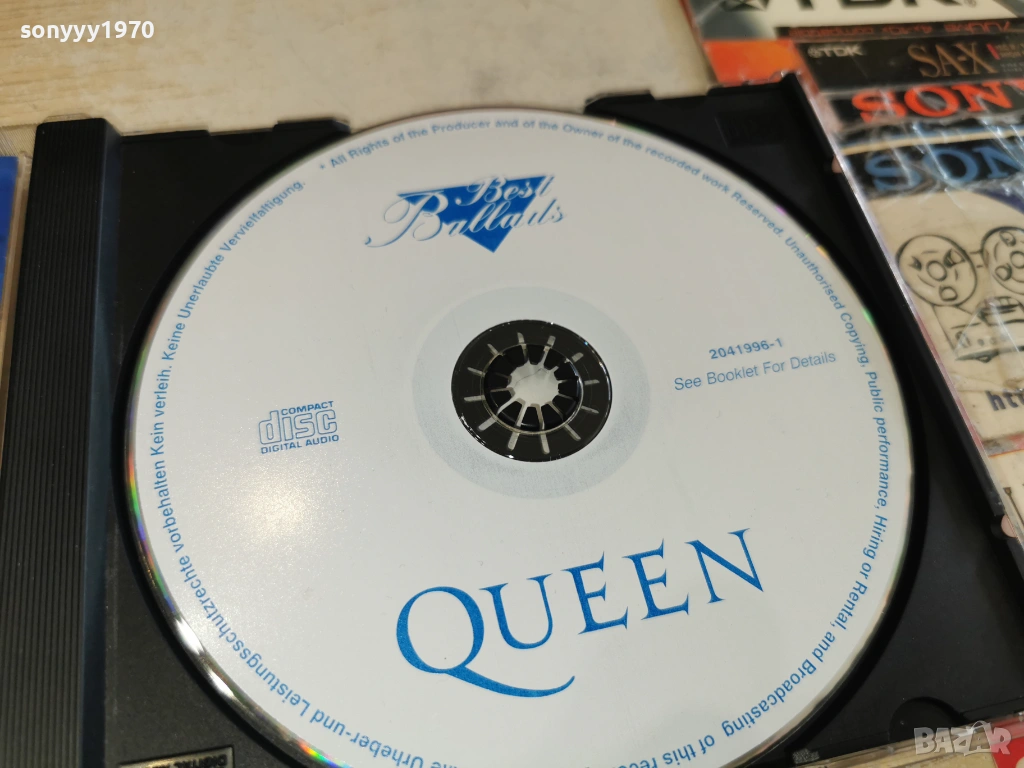 sonyyy1970
TDK
SA-X
SONY
SON
* All Rights of the Producer and of the Owner of the recorded work Reserved. Unauthorised Copying, Public performance, Hiring or Rental, and Broadcasting of this
Urheber-und Leistungsschutzrechte vorbehalten Kein verleih. Keine Unerlaubte Vervielfältigung.
Best
Ballads
2041996-1
See Booklet For Details
COMPACT
disc
DIGITAL AUDIO
QUEEN
BAZAR